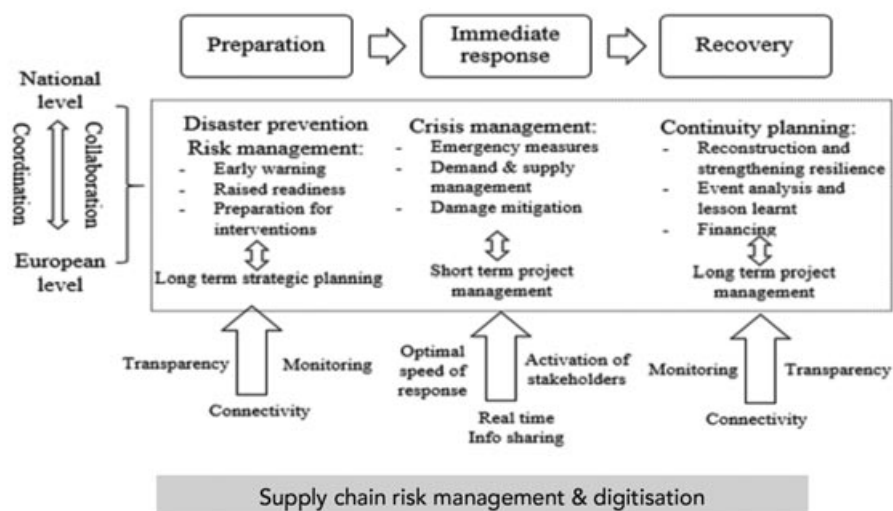 Preparation
Immediate
response
Recovery
National
level
Coordination
Collaboration
European
level
Disaster prevention
Risk management:
- Early warning
- Raised readiness
- Preparation for
interventions
Long term strategic planning
Crisis management:
- Emergency measures
- Demand & supply
management
- Damage mitigation
Short term project
management
Continuity planning:
- Reconstruction and
strengthening resilience
- Event analysis and
lesson learnt
- Financing
Long term project
management
Transparency
Monitoring
Connectivity
Optimal
speed of
response
Activation of
stakeholders
Real time
Info sharing
Monitoring
Transparency
Connectivity
Supply chain risk management & digitisation